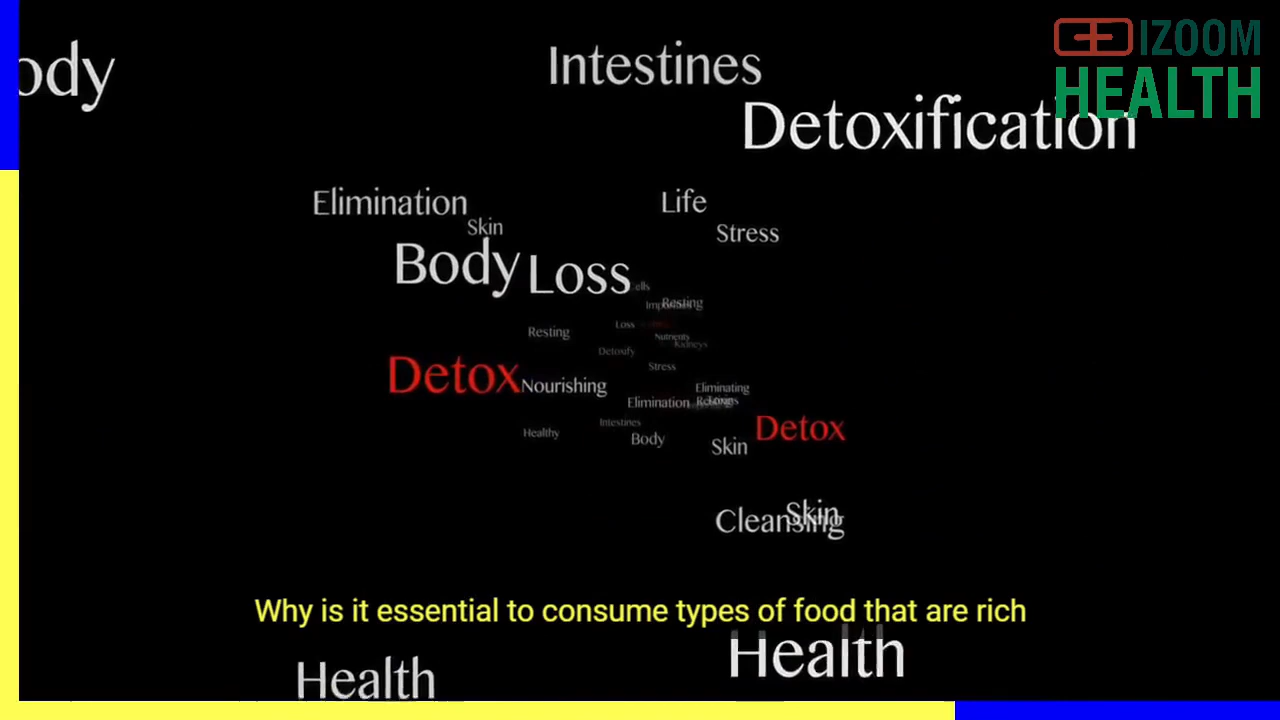 IZOOM
HEALTH
ody
Intestines
Detoxification
Elimination
Life
Skin
Stress
Body
Loss
Cells
Resting
Loss
Resting
Nutrients
Kidneys
Detoxify
Stress
Detox
Nourishing
Eliminating
Elimination
Intestines
Detox
Healthy
Body
Skin
Skin
Cleansing
Why is it essential to consume types of food that are rich
Health
Health